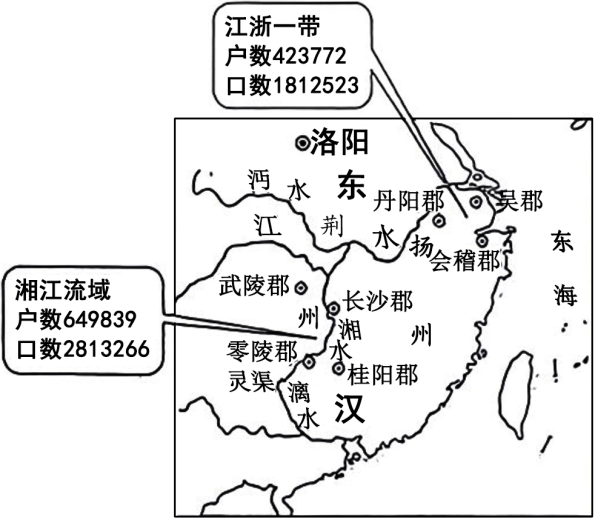 江浙一带
户数423772
口数1812523
洛阳
沔水
东
丹阳郡
吴郡
江
荆
水
扬
会稽郡
东海
湘江流域
户数649839
口数2813266
武陵郡
长沙郡
州
湘水
州
零陵郡
灵渠
桂阳郡
漓水
汉